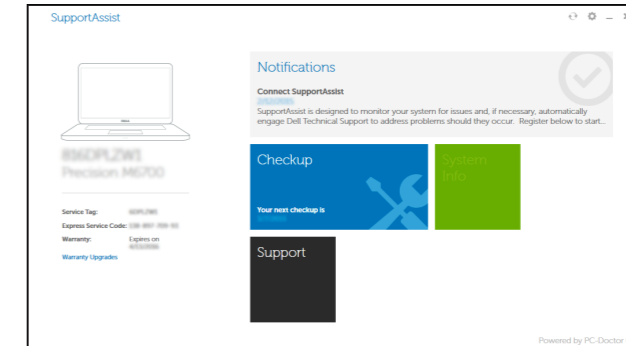 SupportAssist
Notifications
Connect SupportAssist
SupportAssist is designed to monitor your system for issues and, if necessary, automatically
engage Dell Technical Support to address problems should they occur. Register below to start...
Checkup
System
Info
Your next checkup is
Support
Precision M6700
Service Tag:
Express Service Code:
Warranty: Expires on
Warranty Upgrades
Powered by PC-Doctor